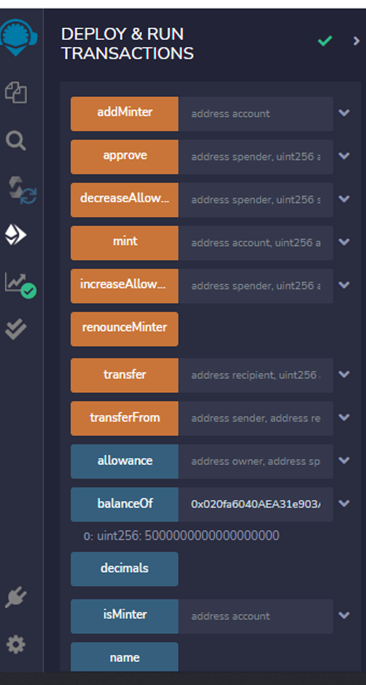 DEPLOY & RUN
TRANSACTIONS
addMinter address account
approve address spender, uint256 a
decreaseAllow... address spender, uint256 s
mint address account, uint256 a
increaseAllow... address spender, uint256 a
renounceMinter
transfer address recipient, uint256
transferFrom address sender, address re
allowance address owner, address sp
balanceOf 0x020fa6040AEA31e903/
0: uint256: 5000000000000000000
decimals
isMinter address account
name